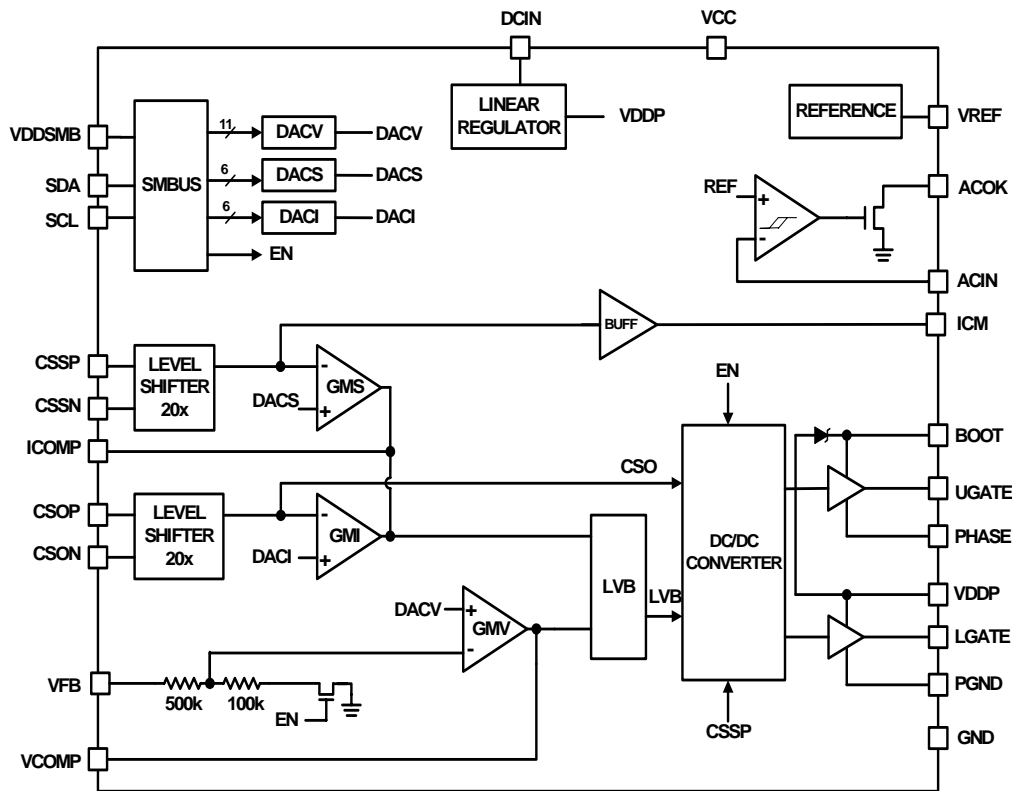 DCIN
VCC
VDDSMB
SDA
SCL
SMBUS
11
DACV
DACV
6
DACS
DACS
6
DACI
DACI
EN
LINEAR
REGULATOR
VDDP
REFERENCE
VREF
REF
+
-
ACOK
ACIN
ICM
BUFF
CSSP
CSSN
LEVEL
SHIFTER
20x
-
GMS
DACS
+
ICOMP
EN
BOOT
CSO
CSOP
CSON
LEVEL
SHIFTER
20x
-
GMI
DACI
+
UGATE
PHASE
DC/DC
CONVERTER
LVB
LVB
VDDP
DACV
+
GMV
-
LGATE
VFB
500k
100k
EN
PGND
CSSP
GND
VCOMP